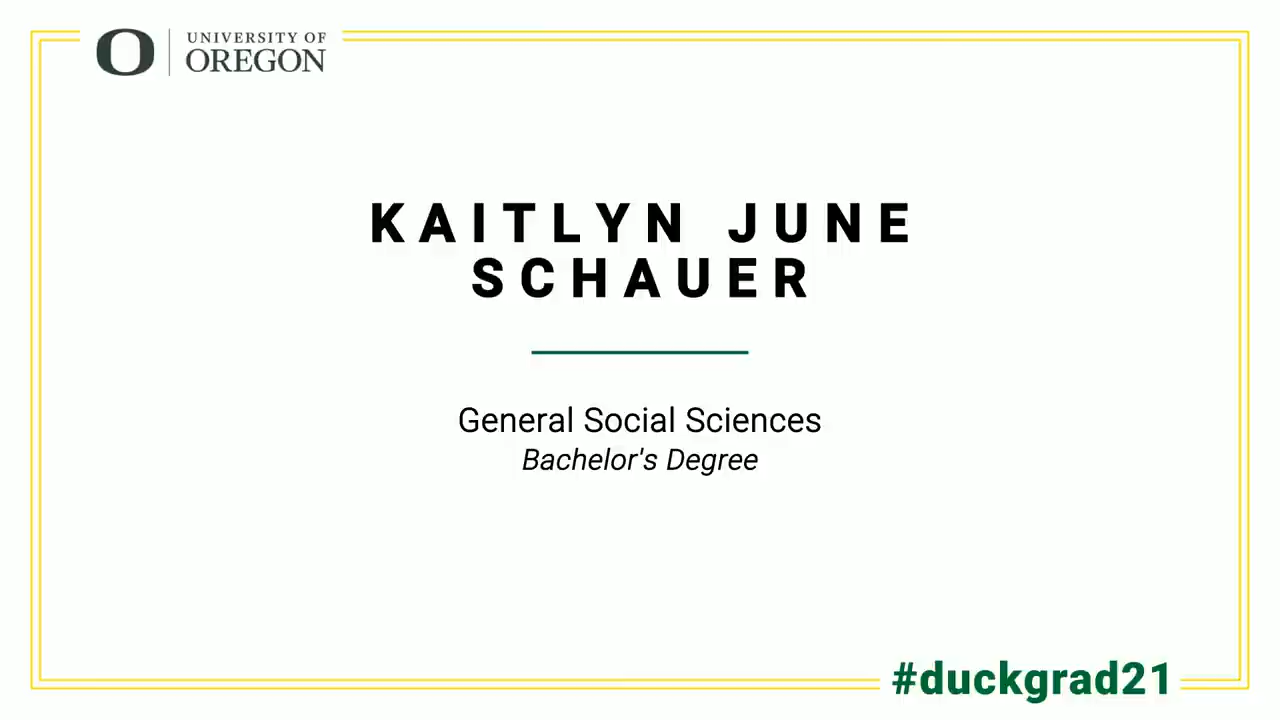 O
UNIVERSITY OF
OREGON
KAITLYN JUNE
SCHAUER
General Social Sciences
Bachelor's Degree
#duckgrad21